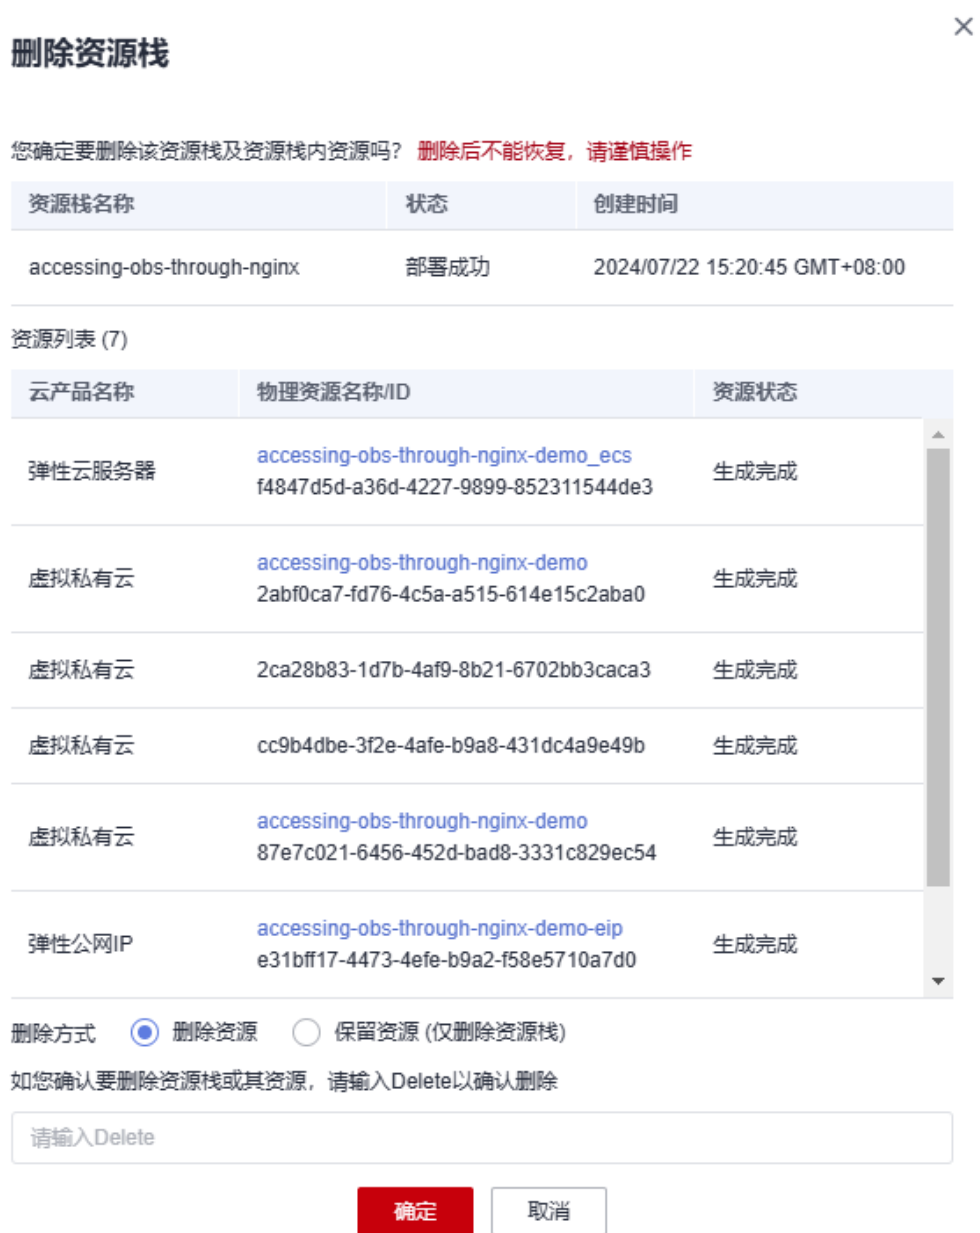 删除资源栈
您确定要删除该资源栈及资源栈内资源吗? 删除后不能恢复,请谨慎操作
资源栈名称 状态 创建时间
accessing-obs-through-nginx 部署成功 2024/07/22 15:20:45 GMT+08:00
资源列表 (7)
云产品名称 物理资源名称/ID 资源状态
弹性云服务器 accessing-obs-through-nginx-demo_ecs 生成完成
f4847d5d-a36d-4227-9899-852311544de3
虚拟私有云 accessing-obs-through-nginx-demo 生成完成
2abf0ca7-fd76-4c5a-a515-614e15c2aba0
虚拟私有云 2ca28b83-1d7b-4af9-8b21-6702bb3caca3 生成完成
虚拟私有云 cc9b4dbe-3f2e-4afe-b9a8-431dc4a9e49b 生成完成
虚拟私有云 accessing-obs-through-nginx-demo 生成完成
87e7c021-6456-452d-bad8-3331c829ec54
弹性公网IP accessing-obs-through-nginx-demo-eip 生成完成
e31bff17-4473-4efe-b9a2-f58e5710a7d0
删除方式 删除资源 保留资源 (仅删除资源栈)
如您确认要删除资源栈或其资源,请输入Delete以确认删除
请输入Delete
确定 取消